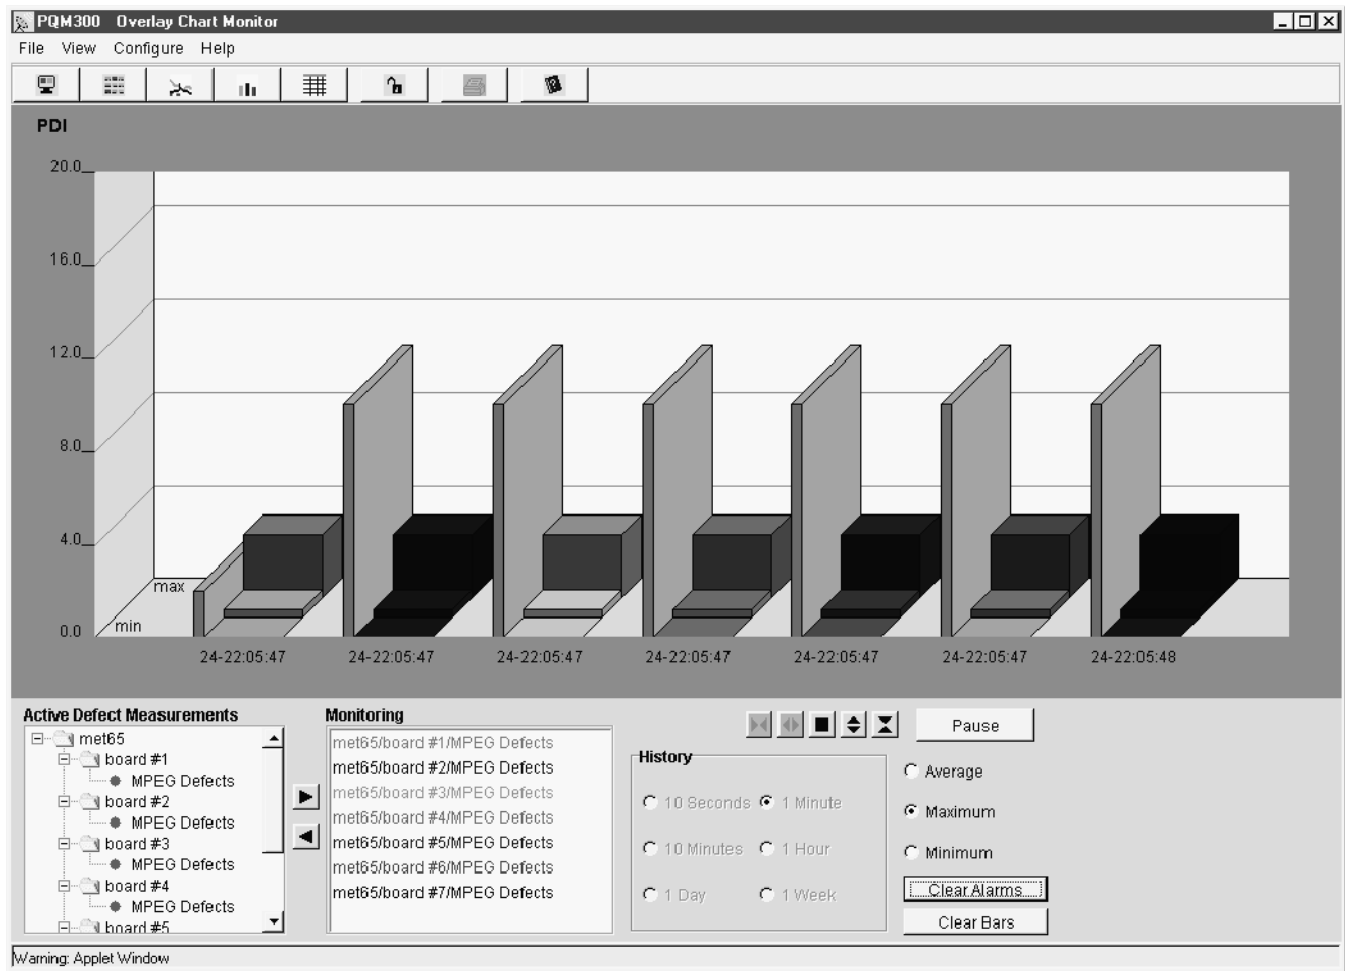 PQM300 Overlay Chart Monitor
File View Configure Help
PDI
20.0
16.0
12.0
8.0
4.0
0.0
max
min
24-22:05:47 24-22:05:47 24-22:05:47 24-22:05:47 24-22:05:47 24-22:05:47 24-22:05:48
Active Defect Measurements
met65
board #1
MPEG Defects
board #2
MPEG Defects
board #3
MPEG Defects
board #4
MPEG Defects
board #5
Monitoring
met65/board #1/MPEG Defects
met65/board #2/MPEG Defects
met65/board #3/MPEG Defects
met65/board #4/MPEG Defects
met65/board #5/MPEG Defects
met65/board #6/MPEG Defects
met65/board #7/MPEG Defects
Pause
History
10 Seconds 1 Minute
10 Minutes 1 Hour
1 Day 1 Week
Average
Maximum
Minimum
Clear Alarms
Clear Bars
Warning: Applet Window